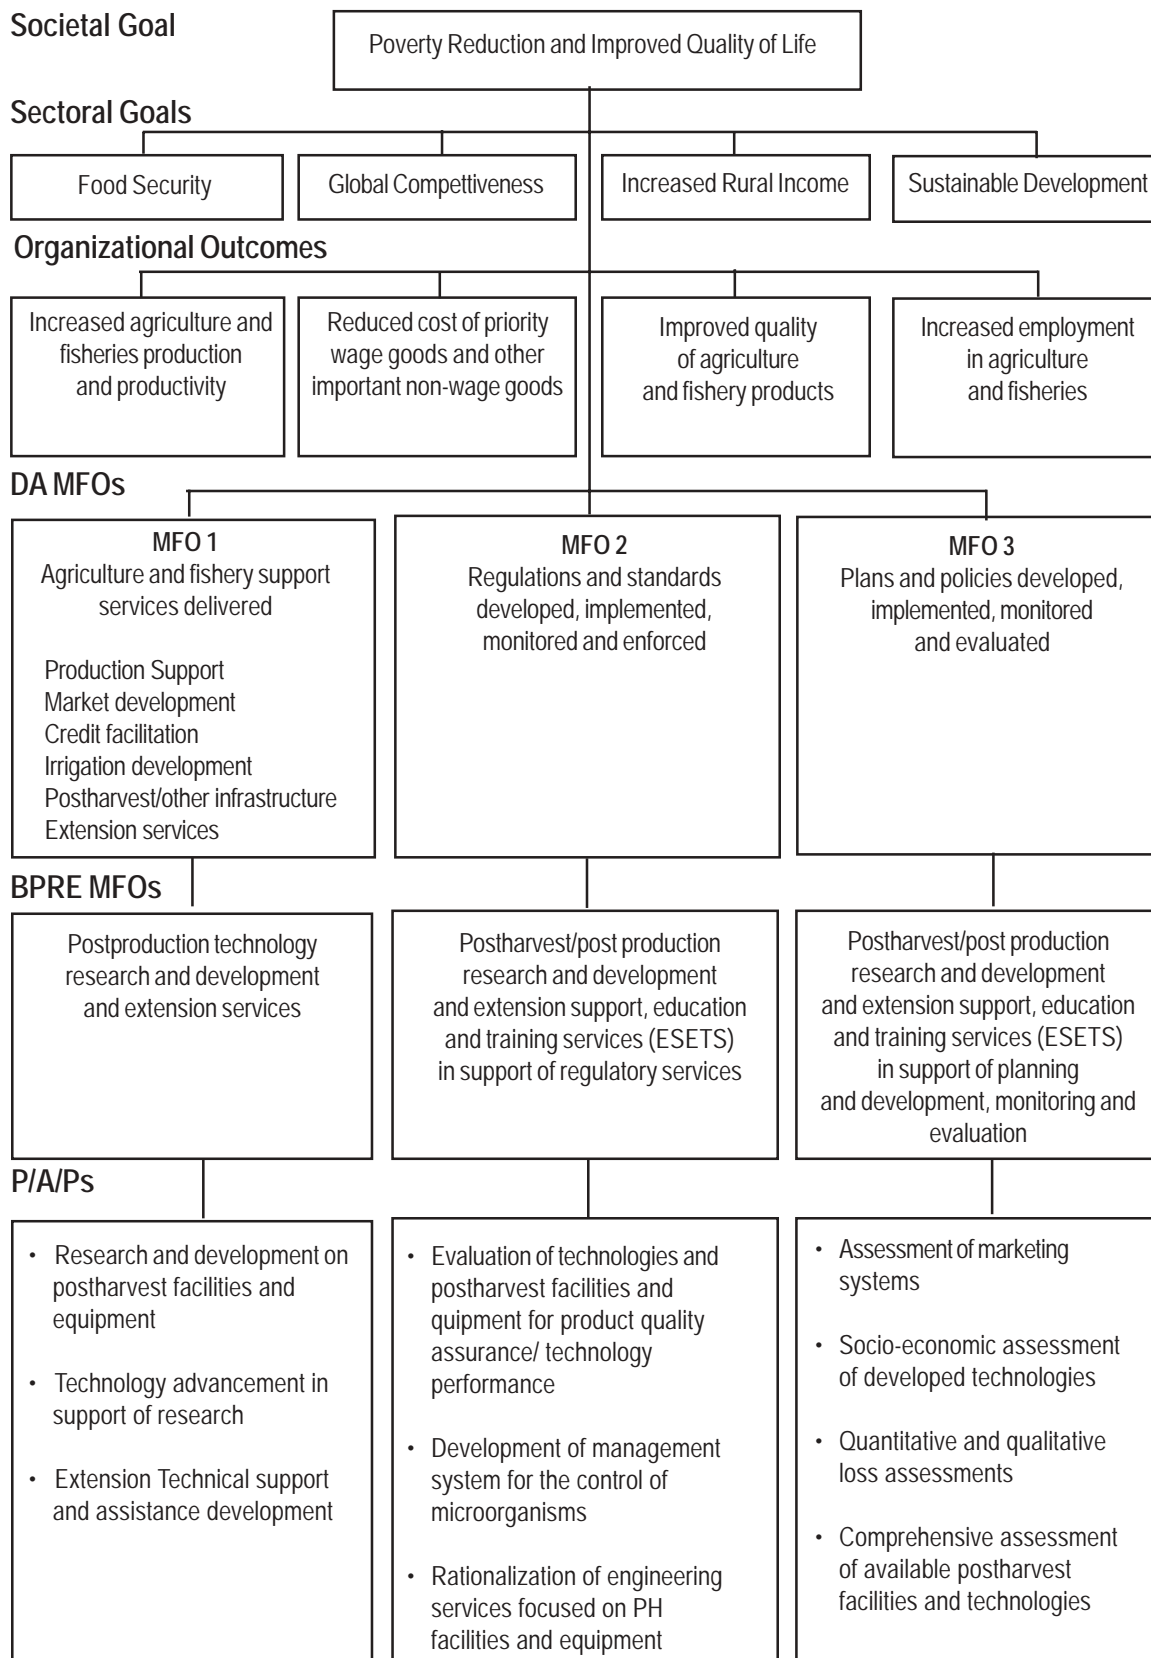 Societal Goal
Poverty Reduction and Improved Quality of Life
Sectoral Goals
Food Security
Global Compettiveness
Increased Rural Income
Sustainable Development
Organizational Outcomes
Increased agriculture and
fisheries production
and productivity
Reduced cost of priority
wage goods and other
important non-wage goods
Improved quality
of agriculture
and fishery products
Increased employment
in agriculture
and fisheries
DA MFOs
MFO 1
Agriculture and fishery support
services delivered
Production Support
Market development
Credit facilitation
Irrigation development
Postharvest/other infrastructure
Extension services
MFO 2
Regulations and standards
developed, implemented,
monitored and enforced
MFO 3
Plans and policies developed,
implemented, monitored
and evaluated
BPRE MFOs
Postproduction technology
research and development
and extension services
Postharvest/post production
research and development
and extension support, education
and training services (ESETS)
in support of regulatory services
Postharvest/post production
research and development
and extension support, education
and training services (ESETS)
in support of planning
and development, monitoring and
evaluation
P/A/Ps
• Research and development on
postharvest facilities and
equipment
• Technology advancement in
support of research
• Extension Technical support
and assistance development
• Evaluation of technologies and
postharvest facilities and
quipment for product quality
assurance/ technology
performance
• Development of management
system for the control of
microorganisms
• Rationalization of engineering
services focused on PH
facilities and equipment
• Assessment of marketing
systems
• Socio-economic assessment
of developed technologies
• Quantitative and qualitative
loss assessments
• Comprehensive assessment
of available postharvest
facilities and technologies